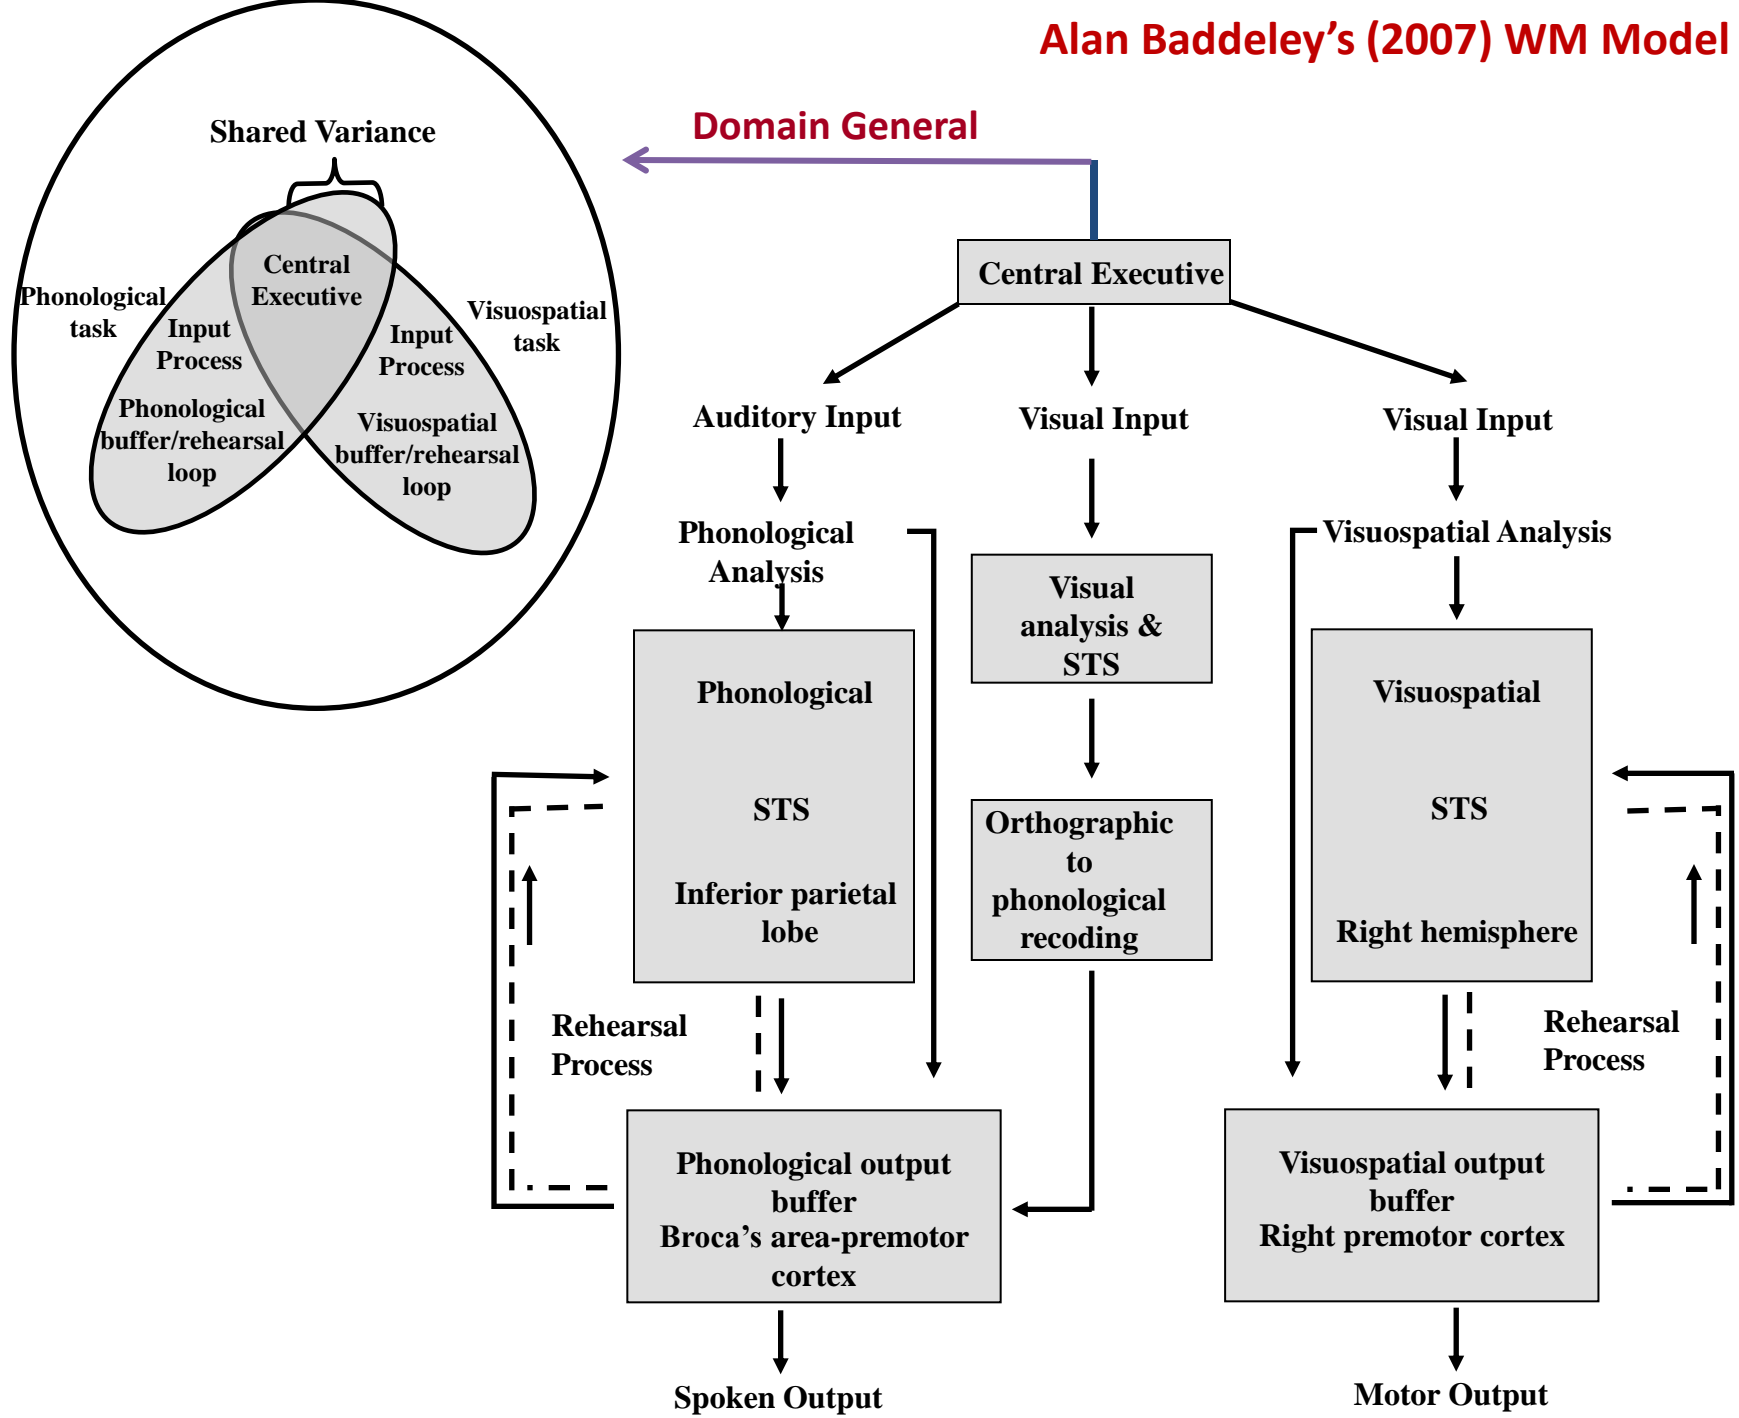 Alan Baddeley’s (2007) WM Model
Domain General
Shared Variance
Central
Executive
Phonological
task
Input
Process
Phonological
buffer/rehearsal
loop
Visuospatial
task
Input
Process
Visuospatial
buffer/rehearsal
loop
Central Executive
Auditory Input
Visual Input
Visual Input
Phonological
Analysis
Visual
analysis &
STS
Visuospatial Analysis
Phonological
STS
Inferior parietal
lobe
Orthographic
to
phonological
recoding
Visuospatial
STS
Right hemisphere
Rehearsal
Process
Rehearsal
Process
Phonological output
buffer
Broca’s area-premotor
cortex
Visuospatial output
buffer
Right premotor cortex
Spoken Output
Motor Output